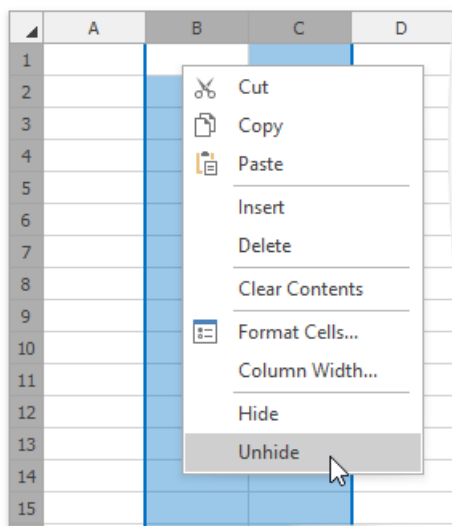 A B C D
1
2 Cut
3 Copy
4 Paste
5
6 Insert
7 Delete
8 Clear Contents
9
10 Format Cells...
11 Column Width...
12 Hide
13 Unhide
14
15